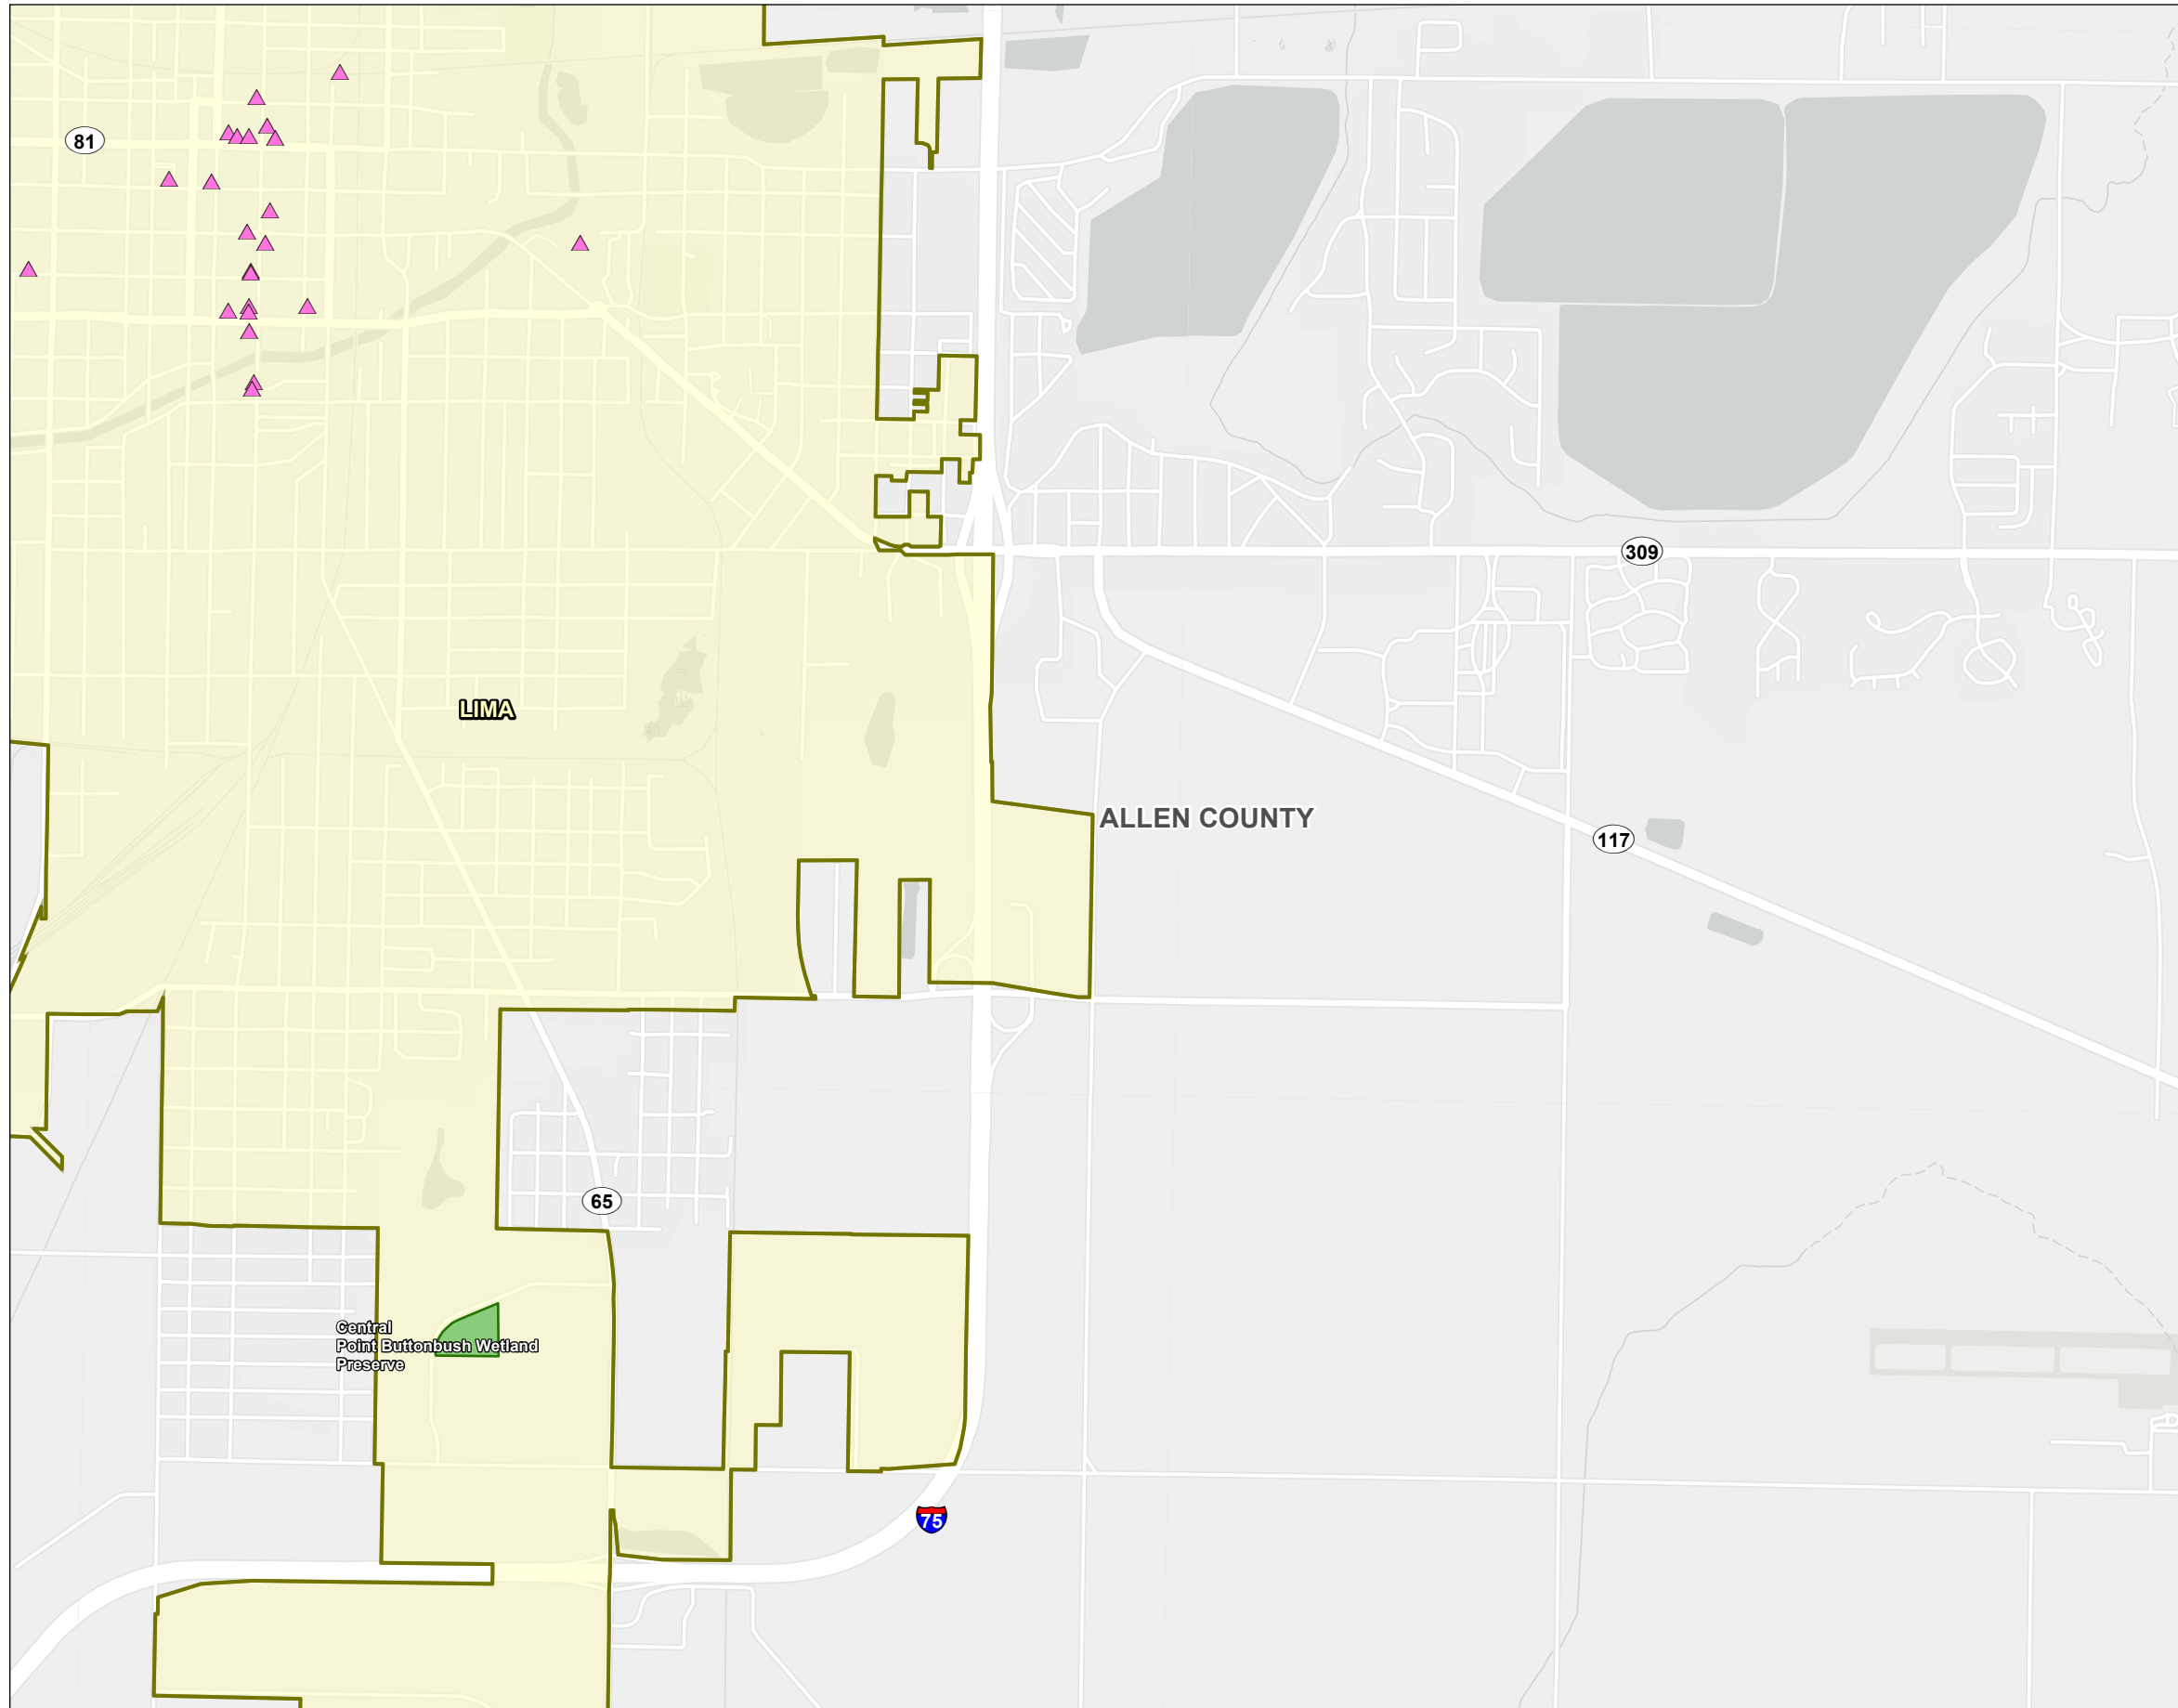 81
309
LIMA
ALLEN COUNTY
117
65
Central
Point Buttonbush Wetland
Preserve
75